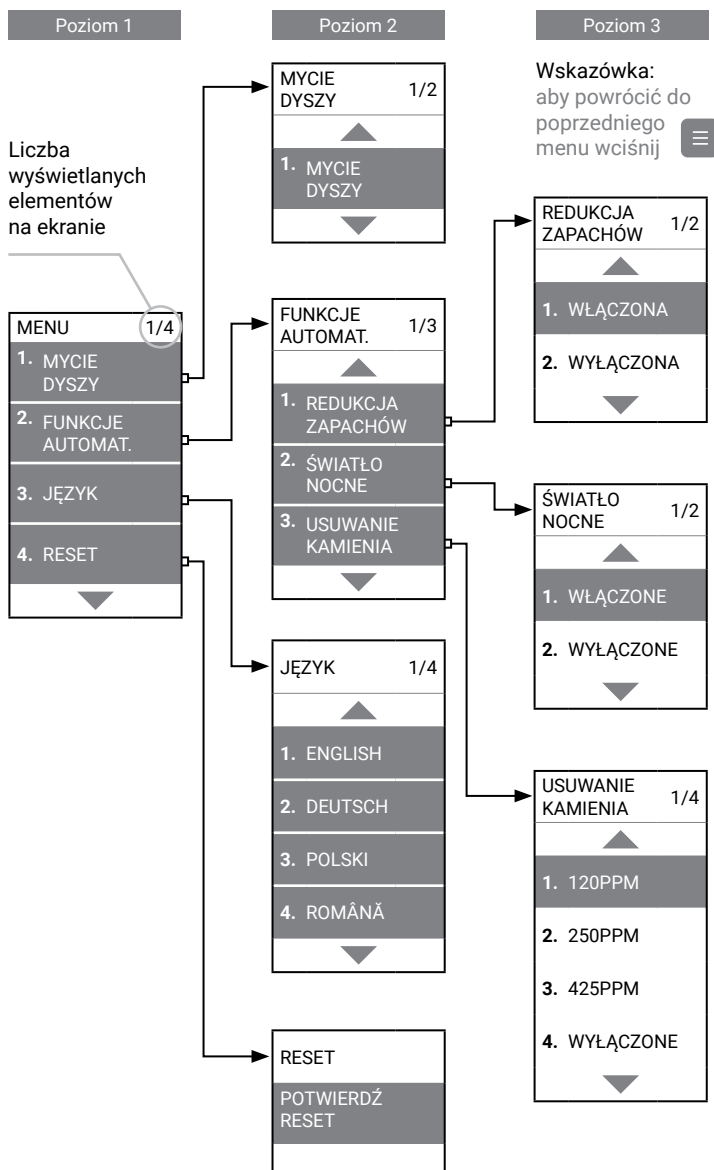 Poziom 1
Poziom 2
Poziom 3
Liczba
wyświetlanych
elementów
na ekranie
MENU 1/4
1. MYCIE
DYSZY
2. FUNKCJE
AUTOMAT.
3. JĘZYK
4. RESET
MYCIE
DYSZY 1/2
1. MYCIE
DYSZY
FUNKCJE
AUTOMAT. 1/3
1. REDUKCJA
ZAPACHÓW
2. ŚWIATŁO
NOCNE
3. USUWANIE
KAMIENIA
JĘZYK 1/4
1. ENGLISH
2. DEUTSCH
3. POLSKI
4. ROMÂNĂ
RESET
POTWIERDŹ
RESET
Wskazówka:
aby powrócić do
poprzedniego
menu wciśnij
REDUKCJA
ZAPACHÓW 1/2
1. WŁĄCZONA
2. WYŁĄCZONA
ŚWIATŁO
NOCNE 1/2
1. WŁĄCZONE
2. WYŁĄCZONE
USUWANIE
KAMIENIA 1/4
1. 120PPM
2. 250PPM
3. 425PPM
4. WYŁĄCZONE